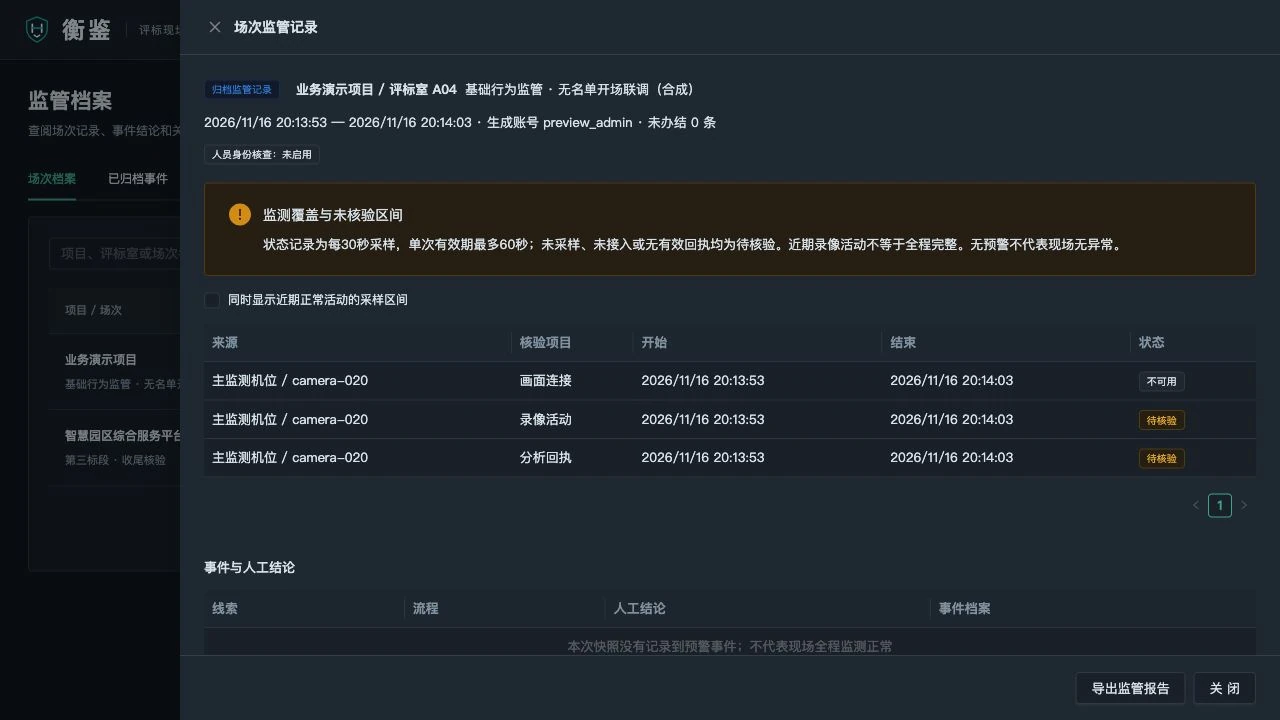 衡鉴
评标现场
场次监管记录
监管档案
查阅场次记录、事件结论和关
场次档案
已归档事件
项目、评标室或场次
项目 / 场次
业务演示项目
基础行为监管 · 无名单开
智慧园区综合服务平台
第三标段 · 收尾核验
归档监管记录
业务演示项目 / 评标室 A04 基础行为监管 · 无名单开场联调（合成）
2026/11/16 20:13:53 — 2026/11/16 20:14:03 · 生成账号 preview_admin · 未办结 0 条
人员身份核查：未启用
监测覆盖与未核验区间
状态记录为每30秒采样，单次有效期最多60秒；未采样、未接入或无有效回执均为待核验。近期录像活动不等于全程完整。无预警不代表现场无异常。
同时显示近期正常活动的采样区间
来源 核验项目 开始 结束 状态
主监测机位 / camera-020 画面连接 2026/11/16 20:13:53 2026/11/16 20:14:03 不可用
主监测机位 / camera-020 录像活动 2026/11/16 20:13:53 2026/11/16 20:14:03 待核验
主监测机位 / camera-020 分析回执 2026/11/16 20:13:53 2026/11/16 20:14:03 待核验
1
事件与人工结论
线索 流程 人工结论 事件档案
本次快照没有记录到预警事件；不代表现场全程监测正常
导出监管报告
关 闭